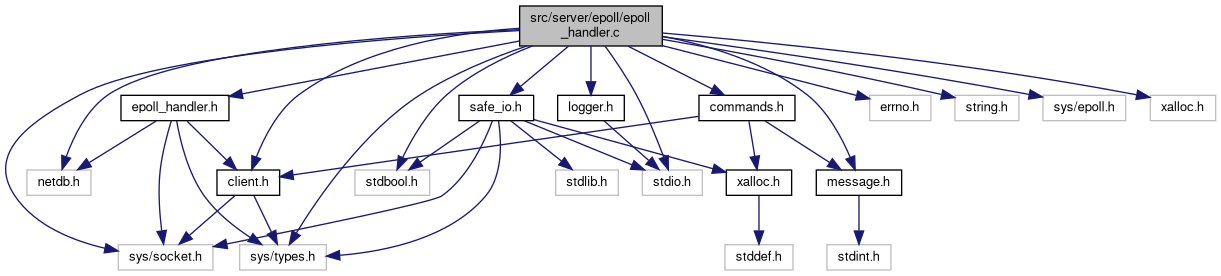 src/server/epoll/epoll
_handler.c
epoll_handler.h
safe_io.h
logger.h
commands.h
errno.h
string.h
sys/epoll.h
xalloc.h
netdb.h
client.h
stdbool.h
stdlib.h
stdio.h
xalloc.h
message.h
sys/socket.h
sys/types.h
stddef.h
stdint.h